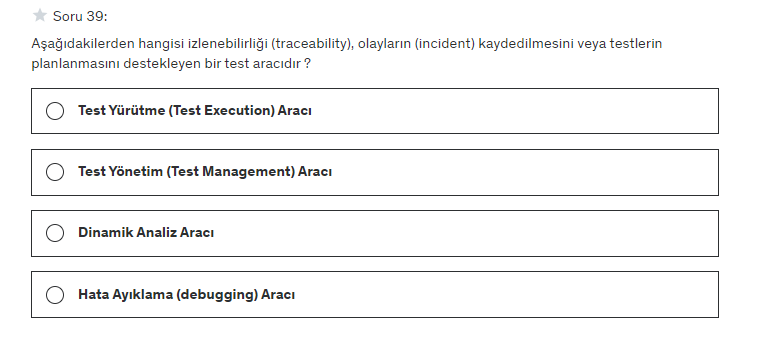 Soru 39:
Aşağıdakilerden hangisi izlenebilirliği (traceability), olayların (incident) kaydedilmesini veya testlerin
planlanmasını destekleyen bir test aracıdır ?
Test Yürütme (Test Execution) Aracı
Test Yönetim (Test Management) Aracı
Dinamik Analiz Aracı
Hata Ayıklama (debugging) Aracı